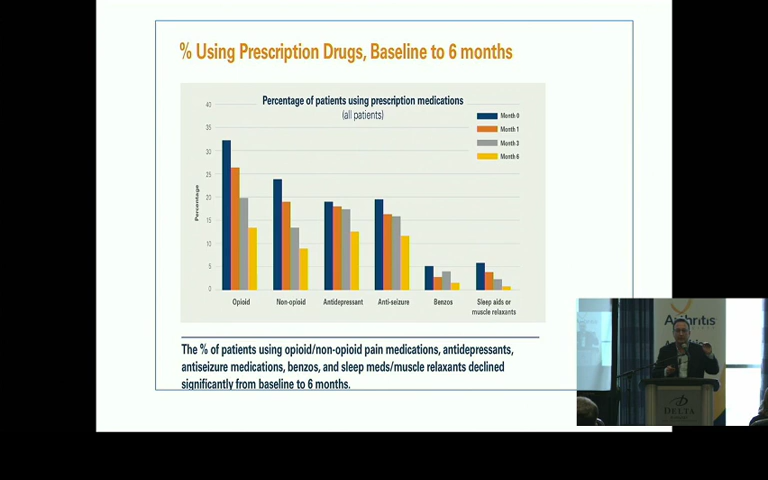 % Using Prescription Drugs, Baseline to 6 months
Percentage of patients using prescription medications
(all patients)
Month 0
Month 1
Month 3
Month 6
Percentage
40
35
30
25
20
15
10
5
0
Opioid
Non-opioid
Antidepressant
Anti-seizure
Benzos
Sleep aids or
muscle relaxants
The % of patients using opioid/non-opioid pain medications, antidepressants,
antiseizure medications, benzos, and sleep meds/muscle relaxants declined
significantly from baseline to 6 months.
Arthritis
DELTA